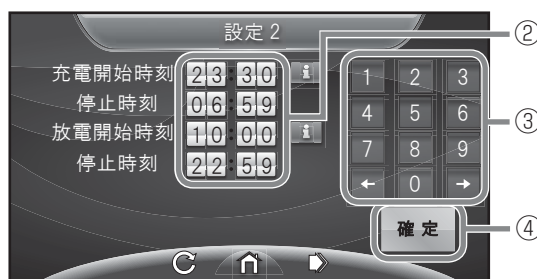 設定 2
②
充電開始時刻 23:30 i
停止時刻 06:59
放電開始時刻 10:00 i
停止時刻 22:59
1 2 3
4 5 6
7 8 9
← 0 →
③
確定
④